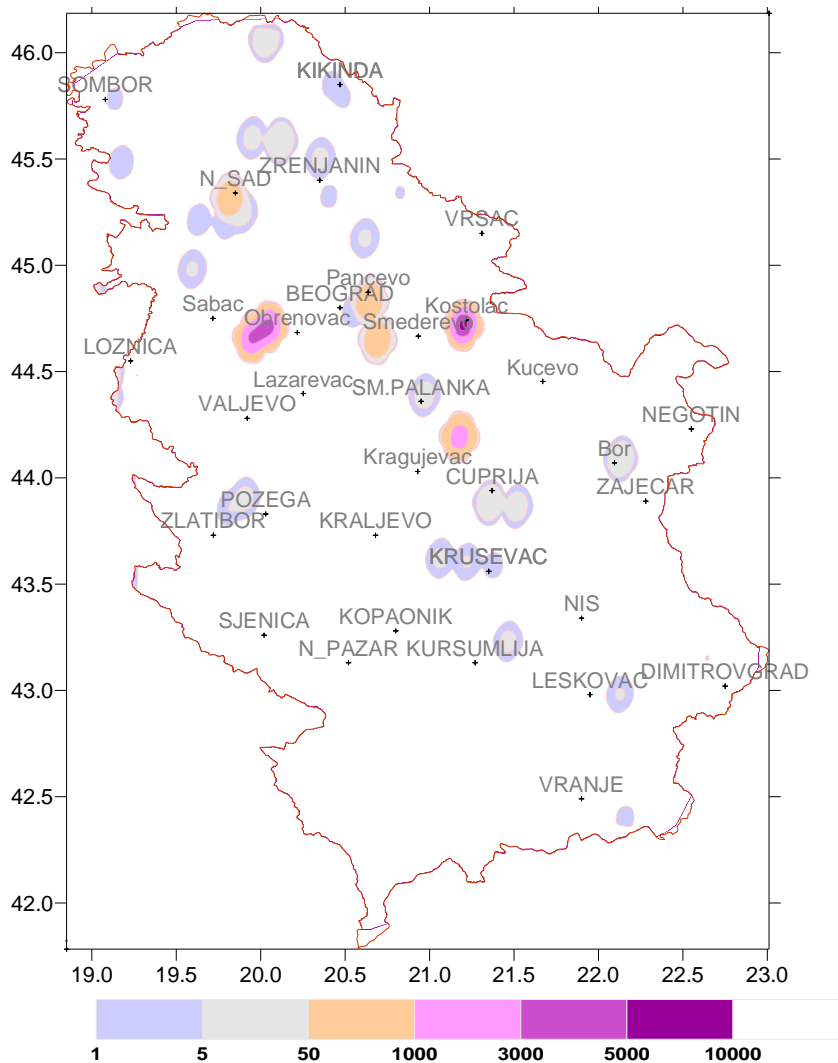 46.0
SOMBOR
KIKINDA
45.5
ZRENJANIN
N_SAD
VRSAC
45.0
Pancevo
BEOGRAD
Sabac
Obrenovac
Smederevo
Kostolac
LOZNICA
44.5
Lazarevac
SM.PALANKA
Kucevo
VALJEVO
NEGOTIN
44.0
Kragujevac
CUPRIJA
Bor
ZAJECAR
POZEGA
ZLATIBOR
KRALJEVO
43.5
KRUSEVAC
NIS
SJENICA
KOPAONIK
N_PAZAR
KURSUMLIJA
43.0
LESKOVAC
DIMITROVGRAD
42.5
VRANJE
42.0
19.0 19.5 20.0 20.5 21.0 21.5 22.0 22.5 23.0
1 5 50 1000 3000 5000 10000